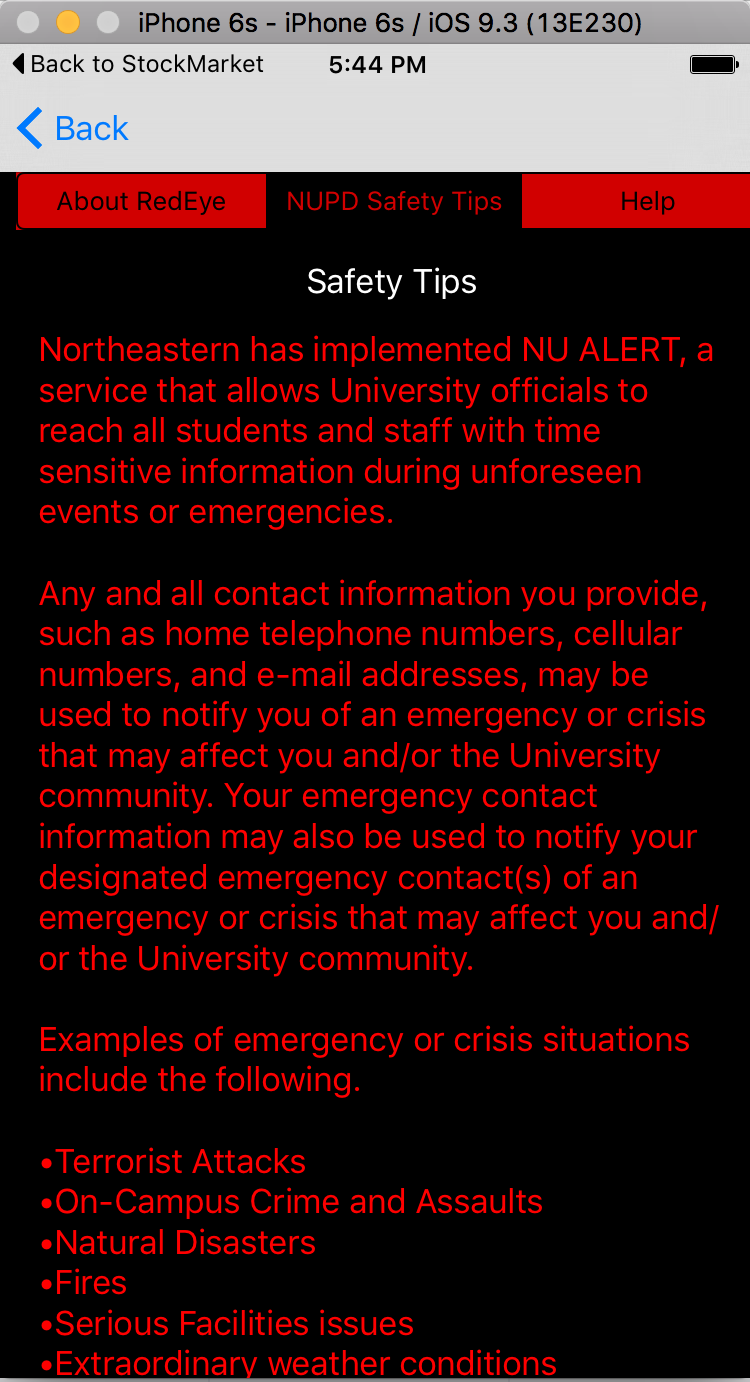 iPhone 6s - iPhone 6s / iOS 9.3 (13E230)
Back to StockMarket 5:44 PM
Back
About RedEye NUPD Safety Tips Help
Safety Tips
Northeastern has implemented NU ALERT, a
service that allows University officials to
reach all students and staff with time
sensitive information during unforeseen
events or emergencies.
Any and all contact information you provide,
such as home telephone numbers, cellular
numbers, and e-mail addresses, may be
used to notify you of an emergency or crisis
that may affect you and/or the University
community. Your emergency contact
information may also be used to notify your
designated emergency contact(s) of an
emergency or crisis that may affect you and/
or the University community.
Examples of emergency or crisis situations
include the following.
•Terrorist Attacks
•On-Campus Crime and Assaults
•Natural Disasters
•Fires
•Serious Facilities issues
•Extraordinary weather conditions